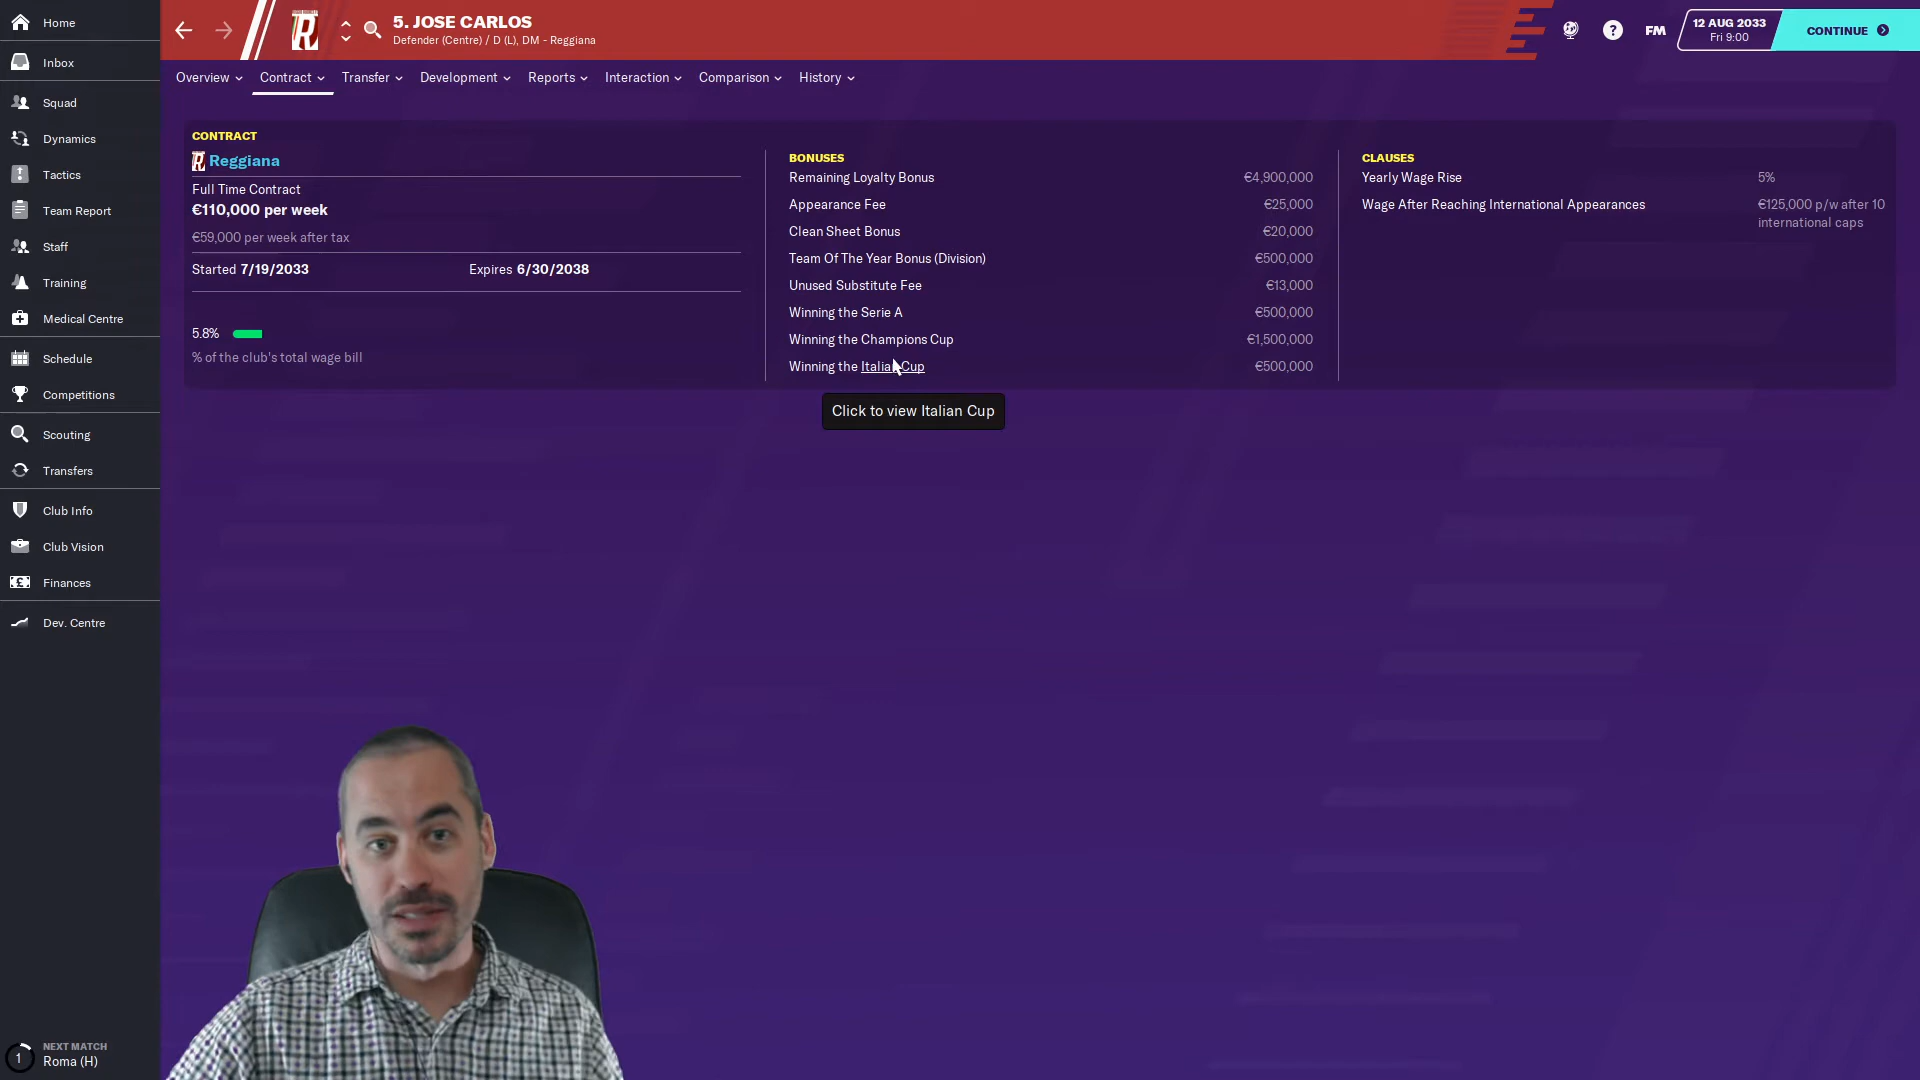 Home
Inbox
Squad
Dynamics
Tactics
Team Report
Staff
Training
Medical Centre
Schedule
Competitions
Scouting
Transfers
Club Info
Club Vision
Finances
Dev. Centre
1
NEXT MATCH
Roma (H)
R
5. JOSE CARLOS
Defender (Centre) / D (L), DM - Reggiana
?
FM
12 AUG 2033
Fri 9:00
CONTINUE
Overview Contract Transfer Development Reports Interaction Comparison History
CONTRACT
R Reggiana
Full Time Contract
€110,000 per week
€59,000 per week after tax
Started 7/19/2033 Expires 6/30/2038
5.8%
% of the club's total wage bill
BONUSES
Remaining Loyalty Bonus €4,900,000
Appearance Fee €25,000
Clean Sheet Bonus €20,000
Team Of The Year Bonus (Division) €500,000
Unused Substitute Fee €13,000
Winning the Serie A €500,000
Winning the Champions Cup €1,500,000
Winning the Italian Cup €500,000
Click to view Italian Cup
CLAUSES
Yearly Wage Rise 5%
Wage After Reaching International Appearances €125,000 p/w after 10
international caps